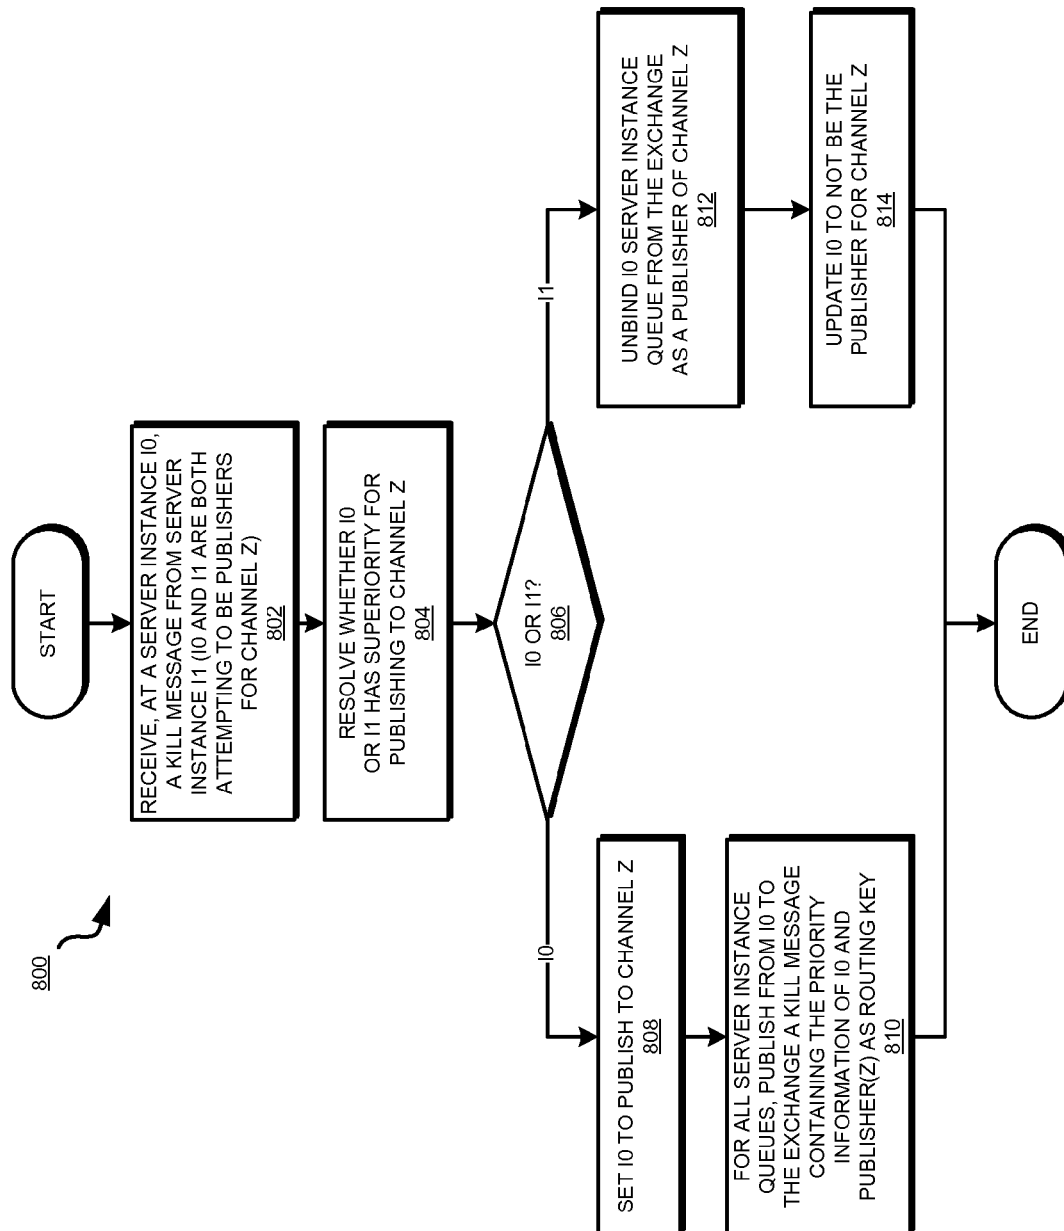 800
START
RECEIVE, AT A SERVER INSTANCE I0,
A KILL MESSAGE FROM SERVER
INSTANCE I1 (I0 AND I1 ARE BOTH
ATTEMPTING TO BE PUBLISHERS
FOR CHANNEL Z)
802
RESOLVE WHETHER I0
OR I1 HAS SUPERIORITY FOR
PUBLISHING TO CHANNEL Z
804
I0 OR I1?
806
I0
I1
SET I0 TO PUBLISH TO CHANNEL Z
808
FOR ALL SERVER INSTANCE
QUEUES, PUBLISH FROM I0 TO
THE EXCHANGE A KILL MESSAGE
CONTAINING THE PRIORITY
INFORMATION OF I0 AND
PUBLISHER(Z) AS ROUTING KEY
810
UNBIND I0 SERVER INSTANCE
QUEUE FROM THE EXCHANGE
AS A PUBLISHER OF CHANNEL Z
812
UPDATE I0 TO NOT BE THE
PUBLISHER FOR CHANNEL Z
814
END